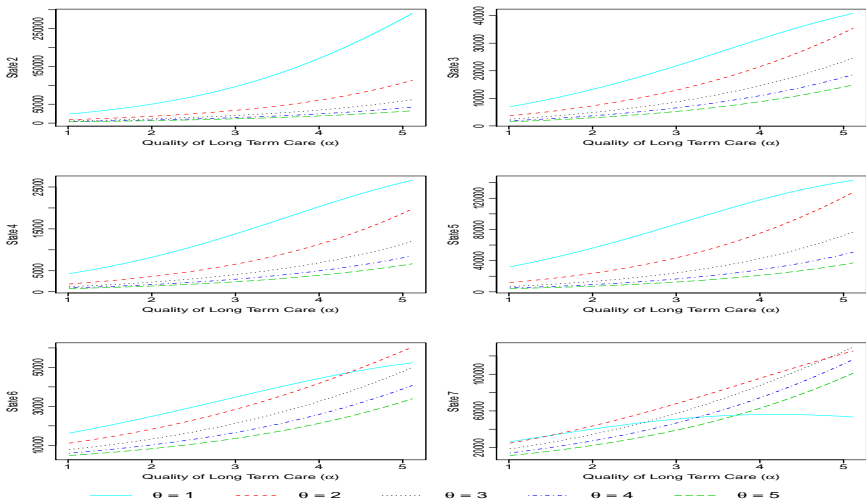 State 2
0 50000 150000 250000
1 2 3 4 5
Quality of Long Term Care (α)
State 3
0 10000 20000 30000 40000
1 2 3 4 5
Quality of Long Term Care (α)
State 4
0 5000 15000 25000
1 2 3 4 5
Quality of Long Term Care (α)
State 5
0 40000 80000 120000
1 2 3 4 5
Quality of Long Term Care (α)
State 6
10000 30000 50000
1 2 3 4 5
Quality of Long Term Care (α)
State 7
20000 60000 100000
1 2 3 4 5
Quality of Long Term Care (α)
θ = 1 θ = 2 θ = 3 θ = 4 θ = 5